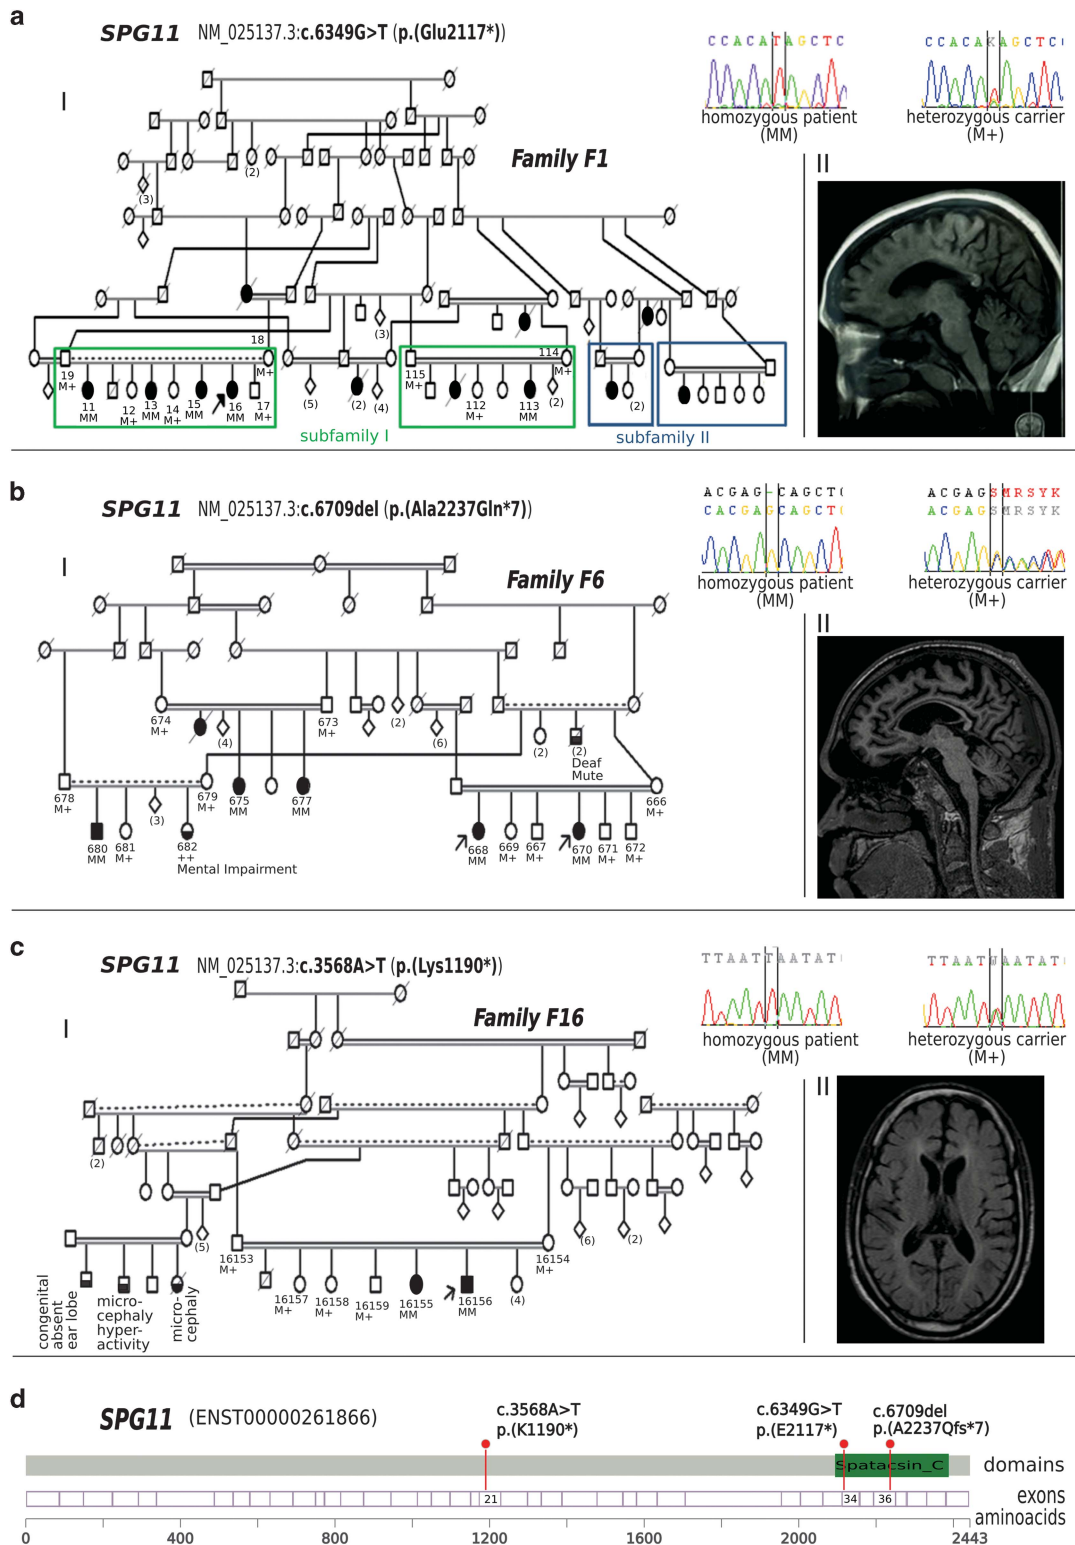 a
SPG11 NM_025137.3:c.6349G>T (p.(Glu2117*))
C C A C A T A G C T C
C C A C A K A G C T C
homozygous patient
(MM)
heterozygous carrier
(M+)
I
Family F1
II
(2)
(3)
(3)
18
114
19
M+
M+
115
M+
M+
11
MM
12
M+
13
MM
14
M+
15
MM
16
MM
17
M+
(5)
(2)
(4)
112
M+
113
MM
(2)
(2)
subfamily I
subfamily II
b
SPG11 NM_025137.3:c.6709del (p.(Ala2237Gln*7))
A C G A G - C A G C T
C A C G A G C A G C T
A C G A G S M R S Y K
A C G A G S M R S Y K
homozygous patient
(MM)
heterozygous carrier
(M+)
I
Family F6
II
674
M+
673
M+
(4)
(2)
(6)
(2)
(2)
Deaf
Mute
678
M+
679
M+
675
MM
677
MM
666
M+
(3)
680
MM
681
M+
682
++
Mental Impairment
668
MM
669
M+
667
M+
670
MM
671
M+
672
M+
c
SPG11 NM_025137.3:c.3568A>T (p.(Lys1190*))
T T A A T T A A T A T
T T A A T W A A T A T
homozygous patient
(MM)
heterozygous carrier
(M+)
I
Family F16
II
(2)
(5)
(6)
(2)
16153
M+
16154
M+
16157
M+
16158
M+
16159
M+
16155
MM
16156
MM
(4)
congenital
absent
ear lobe
micro-
cephaly
hyper-
activity
micro-
cephaly
d
SPG11 (ENST00000261866)
c.3568A>T
p.(K1190*)
c.6349G>T
p.(E2117*)
c.6709del
p.(A2237Qfs*7)
Spatacsin_C
domains
21
34
36
exons
aminoacids
0
400
800
1200
1600
2000
2443